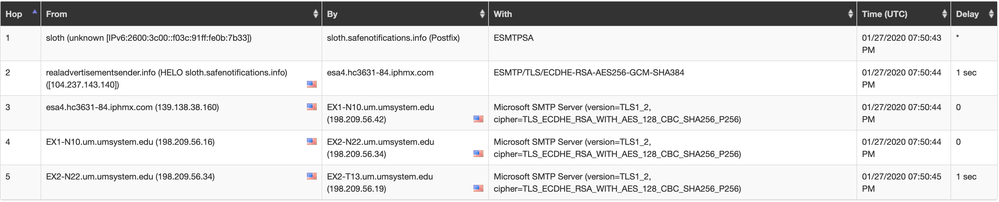 Hop From By With Time (UTC) Delay
1 sloth (unknown [IPv6:2600:3c00::f03c:91ff:fe0b:7b33]) sloth.safenotifications.info (Postfix) ESMTPSA 01/27/2020 07:50:43 *
PM
2 realadvertisementsender.info (HELO sloth.safenotifications.info) esa4.hc3631-84.iphmx.com ESMTP/TLS/ECDHE-RSA-AES256-GCM-SHA384 01/27/2020 07:50:44 1 sec
([104.237.143.140]) PM
3 esa4.hc3631-84.iphmx.com (139.138.38.160) EX1-N10.um.umsystem.edu Microsoft SMTP Server (version=TLS1_2, 01/27/2020 07:50:44 0
(198.209.56.42) cipher=TLS_ECDHE_RSA_WITH_AES_128_CBC_SHA256_P256) PM
4 EX1-N10.um.umsystem.edu (198.209.56.16) EX2-N22.um.umsystem.edu Microsoft SMTP Server (version=TLS1_2, 01/27/2020 07:50:44 0
(198.209.56.34) cipher=TLS_ECDHE_RSA_WITH_AES_128_CBC_SHA256_P256) PM
5 EX2-N22.um.umsystem.edu (198.209.56.34) EX2-T13.um.umsystem.edu Microsoft SMTP Server (version=TLS1_2, 01/27/2020 07:50:45 1 sec
(198.209.56.19) cipher=TLS_ECDHE_RSA_WITH_AES_128_CBC_SHA256_P256) PM